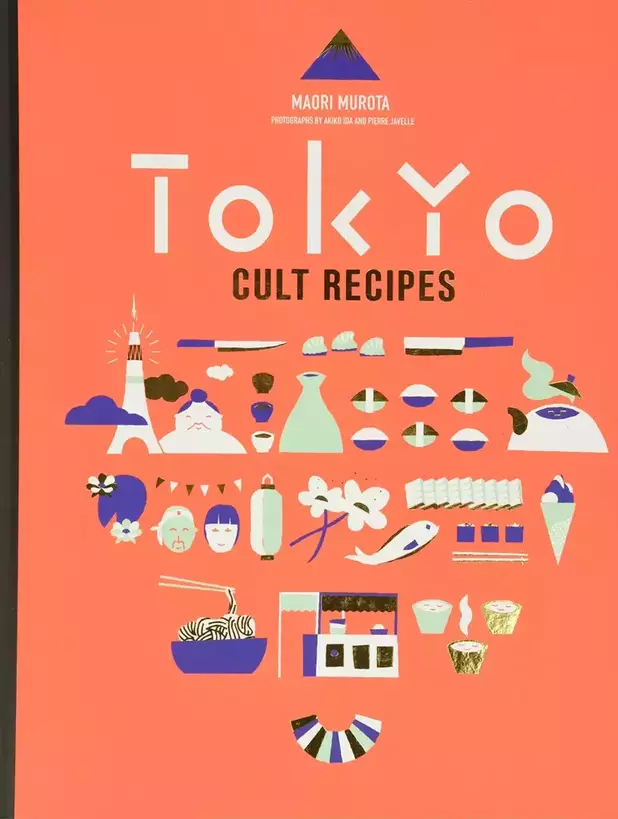 MAORI MUROTA
PHOTOGRAPHS BY AKIKO IDA AND PIERRE JAVELLE
TOKYO
CULT RECIPES